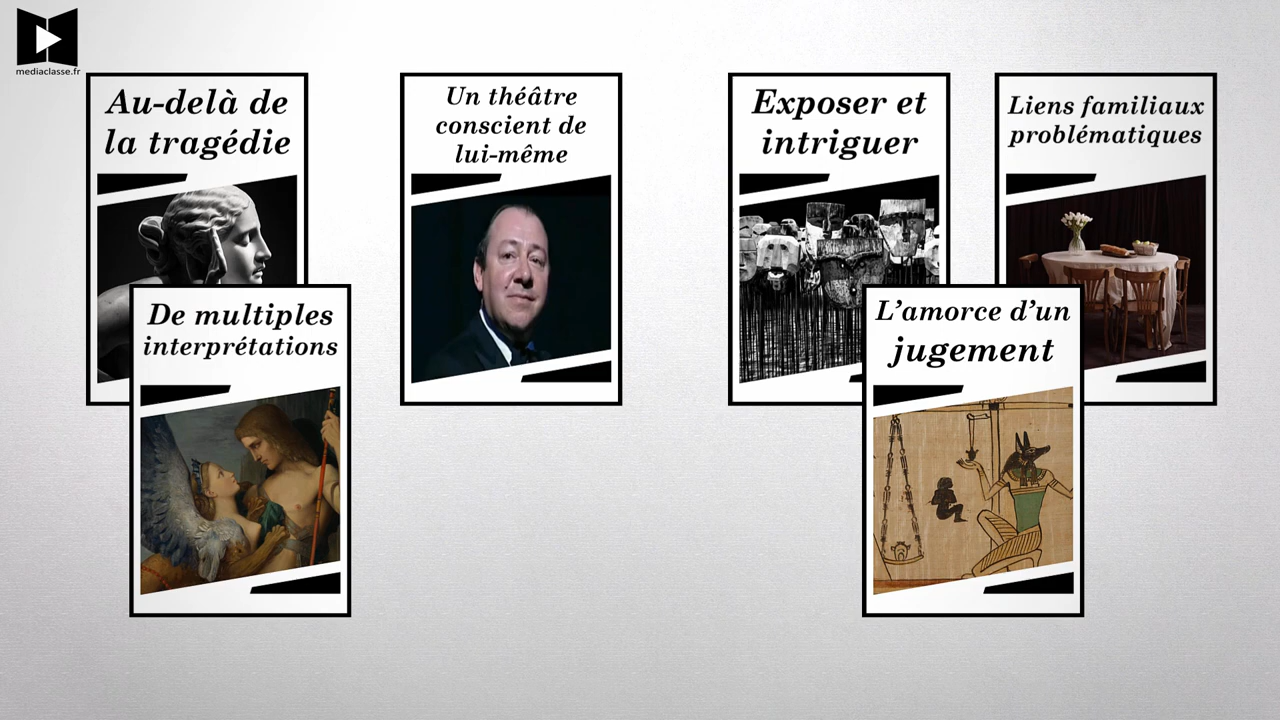 mediaclasse.fr
Au-delà de
la tragédie
Un théâtre
conscient de
lui-même
Exposer et
intriguer
Liens familiaux
problématiques
De multiples
interprétations
L'amorce d'un
jugement